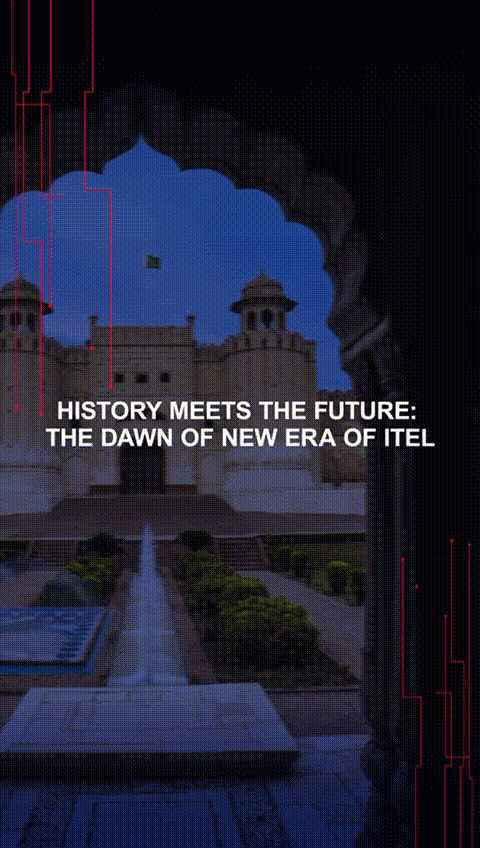 HISTORY MEETS THE FUTURE:
THE DAWN OF NEW ERA OF ITEL